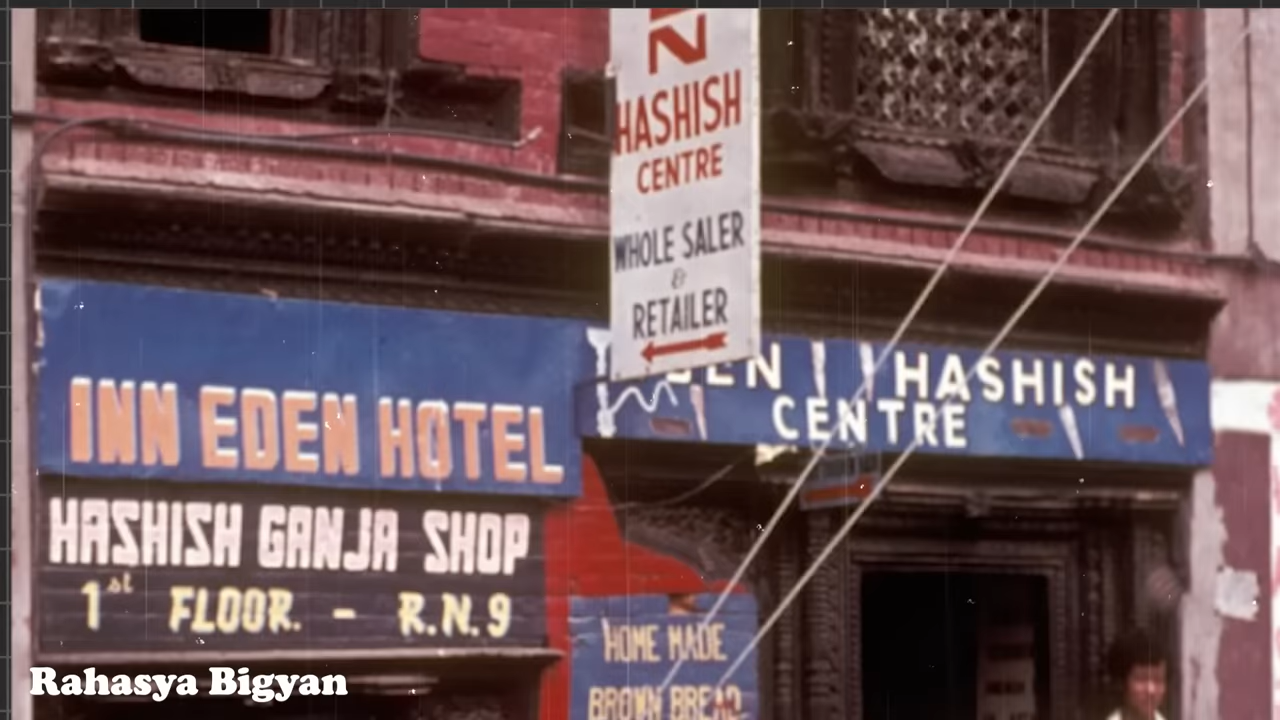 N
HASHISH
CENTRE
WHOLE SALER
&
RETAILER
INN EDEN HOTEL
HASHISH GANJA SHOP
1st FLOOR. - R.N.9
HASHISH
CENTRE
HOME MADE
BROWN BREAD
Rahasya Bigyan